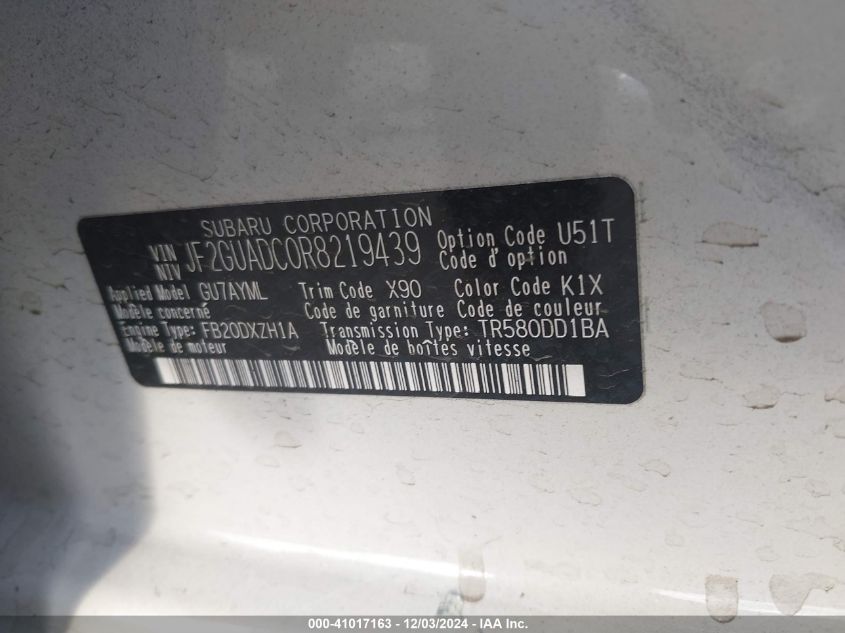 SUBARU CORPORATION
VIN
NIV JF2GUADC0R8219439 Option Code U51T
Code d'option
Applied Model GU7AYML Trim Code X90 Color Code K1X
Modèle concerné Code de garniture Code de couleur
Engine Type: FB20DXZH1A Transmission Type: TR580DD1BA
Modèle de moteur Modèle de boîtes vitesse
000-41017163 - 12/03/2024 - IAA Inc.